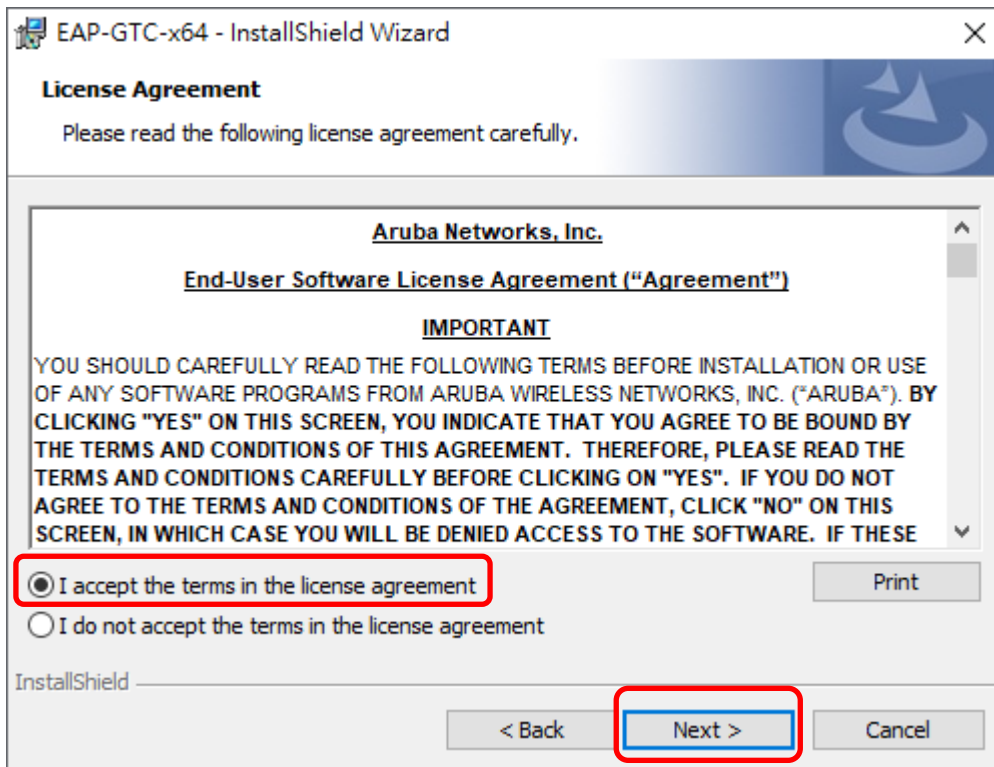 EAP-GTC-x64 - InstallShield Wizard
License Agreement
Please read the following license agreement carefully.
Aruba Networks, Inc.
End-User Software License Agreement (“Agreement”)
IMPORTANT
YOU SHOULD CAREFULLY READ THE FOLLOWING TERMS BEFORE INSTALLATION OR USE
OF ANY SOFTWARE PROGRAMS FROM ARUBA WIRELESS NETWORKS, INC. (“ARUBA”). BY
CLICKING "YES" ON THIS SCREEN, YOU INDICATE THAT YOU AGREE TO BE BOUND BY
THE TERMS AND CONDITIONS OF THIS AGREEMENT. THEREFORE, PLEASE READ THE
TERMS AND CONDITIONS CAREFULLY BEFORE CLICKING ON "YES". IF YOU DO NOT
AGREE TO THE TERMS AND CONDITIONS OF THE AGREEMENT, CLICK "NO" ON THIS
SCREEN, IN WHICH CASE YOU WILL BE DENIED ACCESS TO THE SOFTWARE. IF THESE
I accept the terms in the license agreement
Print
I do not accept the terms in the license agreement
InstallShield
< Back
Next >
Cancel